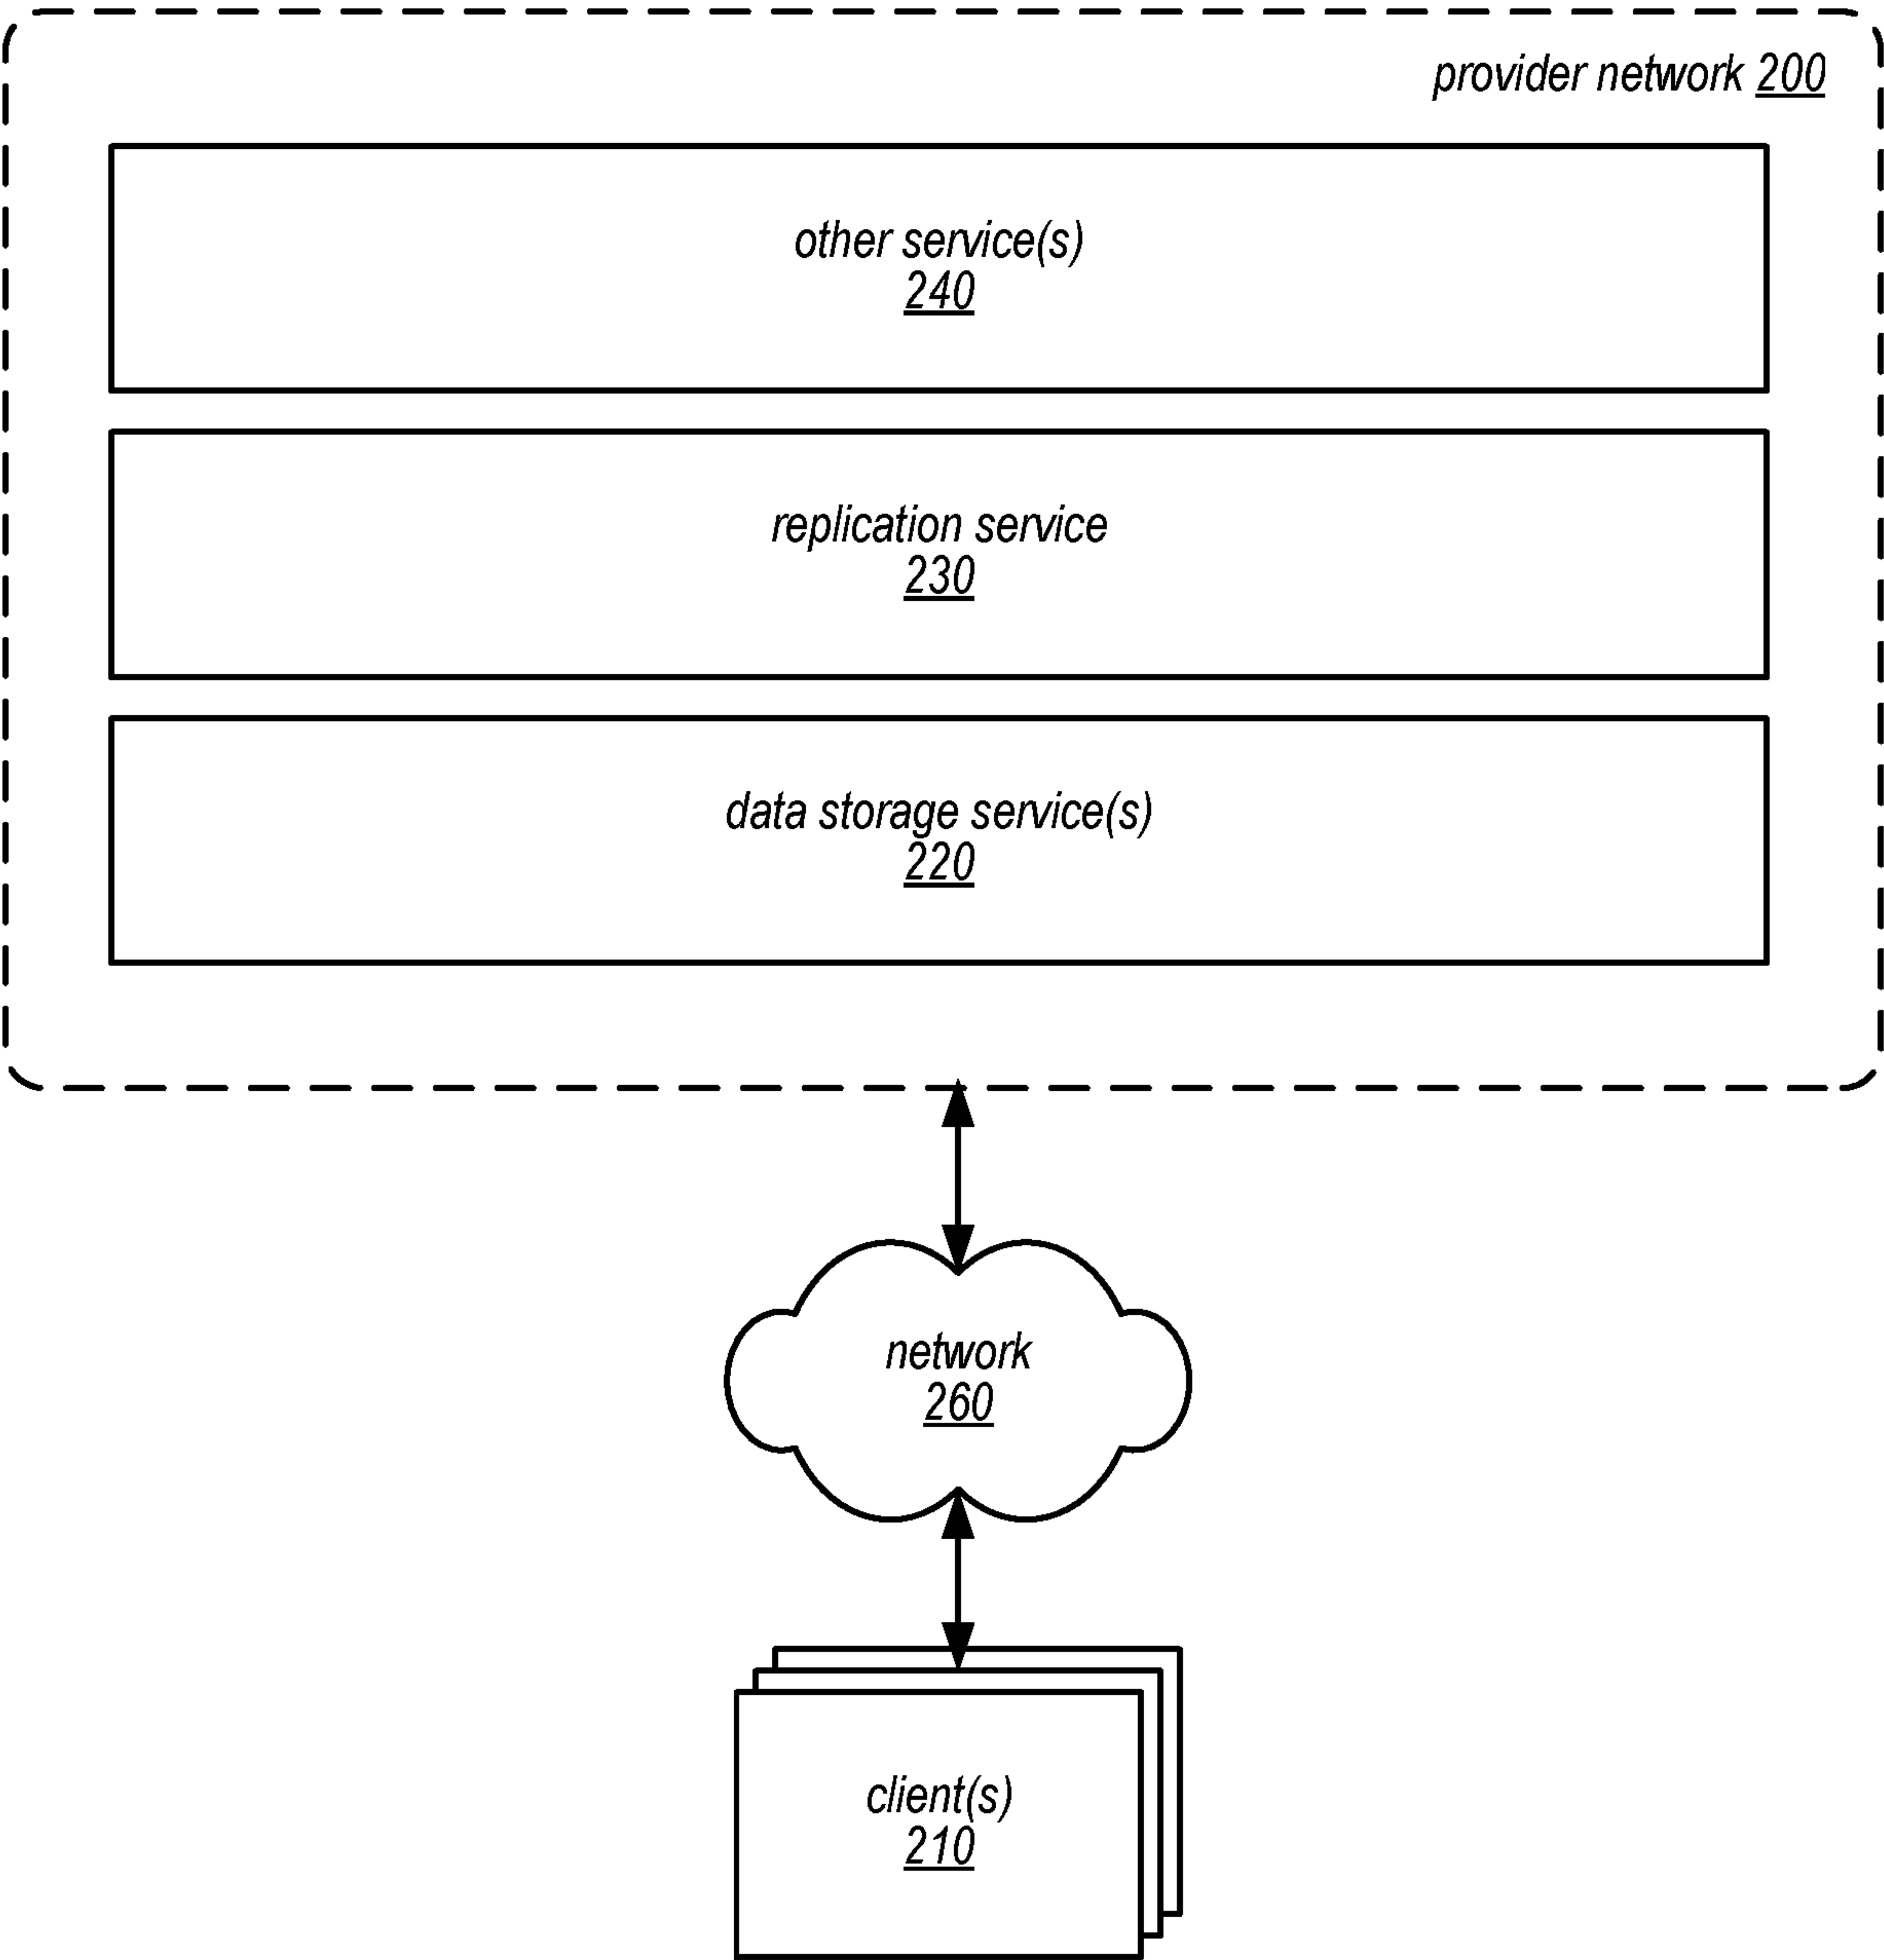 provider network 200
other service(s)
240
replication service
230
data storage service(s)
220
network
260
client(s)
210